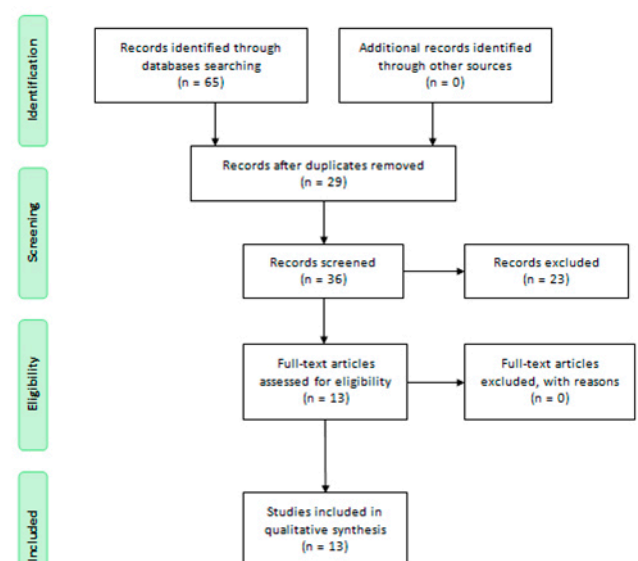 Identification
Records identified through
databases searching
(n = 65)
Additional records identified
through other sources
(n = 0)
Records after duplicates removed
(n = 29)
Screening
Records screened
(n = 36)
Records excluded
(n = 23)
Eligibility
Full-text articles
assessed for eligibility
(n = 13)
Full-text articles
excluded, with reasons
(n = 0)
Included
Studies included in
qualitative synthesis
(n = 13)